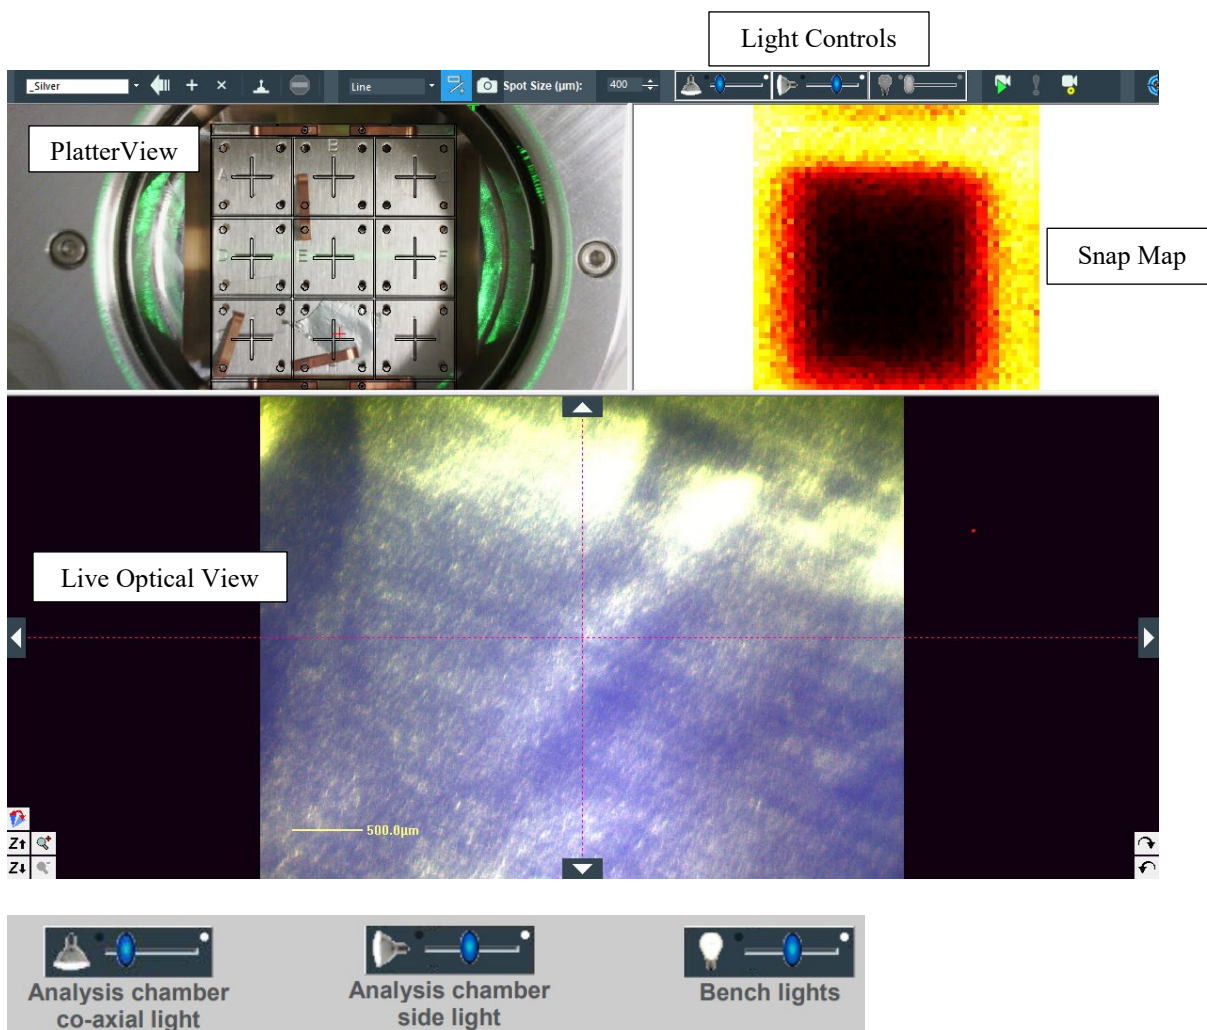 Light Controls
_Silver
Line
Spot Size (µm):
400
PlatterView
A
B
C
D
E
F
Snap Map
Live Optical View
500.0µm
Z
Z
Analysis chamber
co-axial light
Analysis chamber
side light
Bench lights